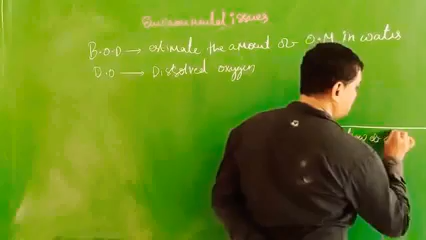 Environmental issues
B.O.D → estimate the amount of O.M in water
D.O → Dissolved oxygen